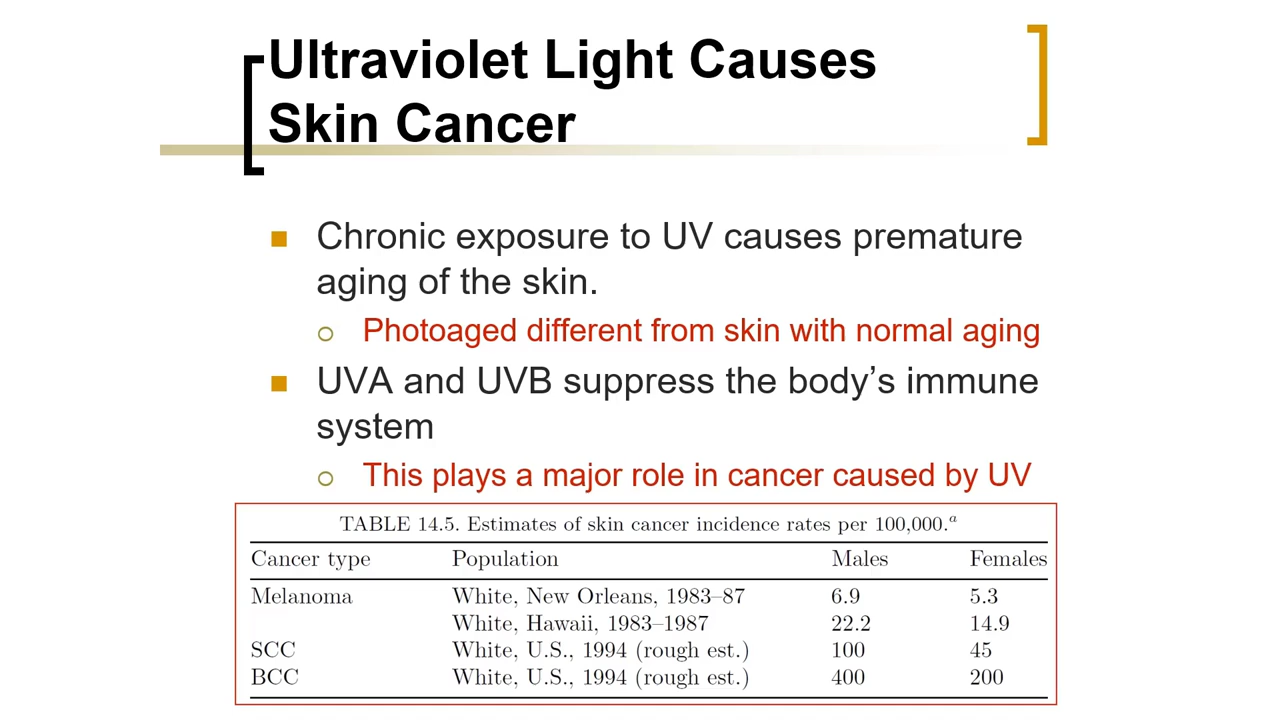 Ultraviolet Light Causes
Skin Cancer
Chronic exposure to UV causes premature
aging of the skin.
Photoaged different from skin with normal aging
UVA and UVB suppress the body’s immune
system
This plays a major role in cancer caused by UV
TABLE 14.5. Estimates of skin cancer incidence rates per 100,000.a
Cancer type Population Males Females
Melanoma White, New Orleans, 1983–87 6.9 5.3
White, Hawaii, 1983–1987 22.2 14.9
SCC White, U.S., 1994 (rough est.) 100 45
BCC White, U.S., 1994 (rough est.) 400 200